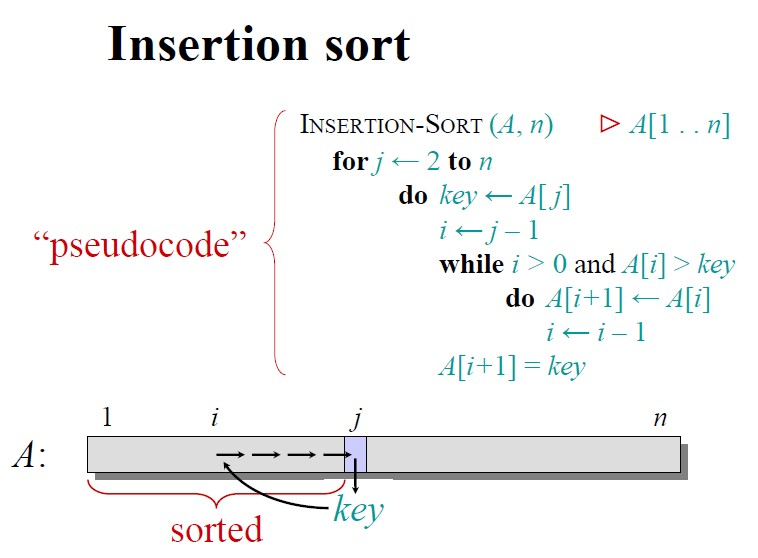 Insertion sort
INSERTION-SORT (A, n) ▷ A[1 . . n]
for j ← 2 to n
do key ← A[ j]
i ← j – 1
while i > 0 and A[i] > key
do A[i+1] ← A[i]
i ← i – 1
A[i+1] = key
“pseudocode”
1 i j n
A:
key
sorted